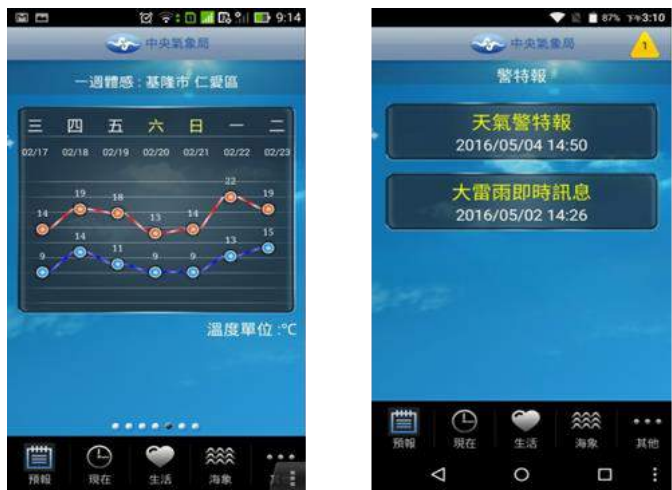 9:14
中央氣象局
一週體感 : 基隆市 仁愛區
三 四 五 六 日 一 二
02/17 02/18 02/19 02/20 02/21 02/22 02/23
14 19 18 13 14 22 19
9 14 11 9 9 13 15
溫度單位 :°C
預報 現在 生活 海象
87% 下午3:10
中央氣象局
1
警特報
天氣警特報
2016/05/04 14:50
大雷雨即時訊息
2016/05/02 14:26
預報 現在 生活 海象 其他